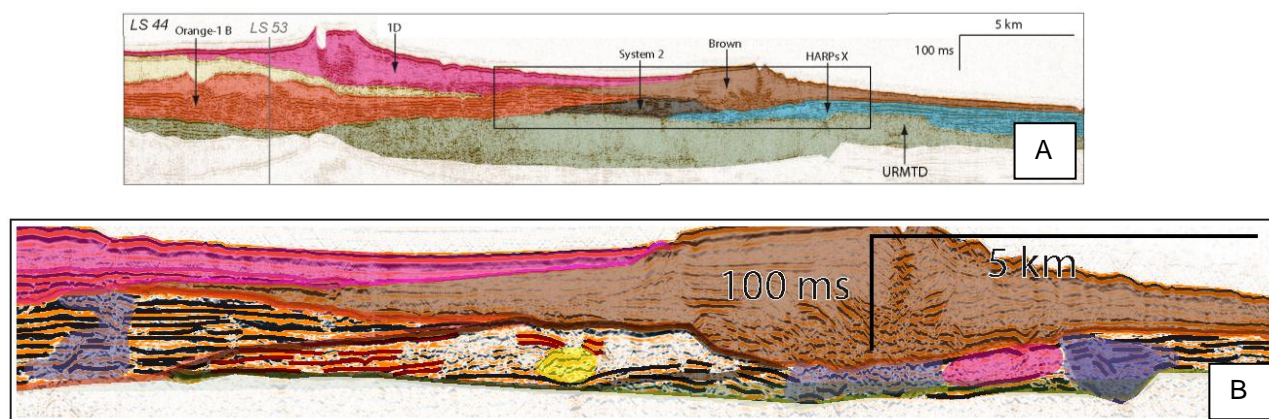 LS 44
Orange-1 B
LS 53
1D
System 2
Brown
HARPs X
URMTD
5 km
100 ms
A
100 ms
5 km
B